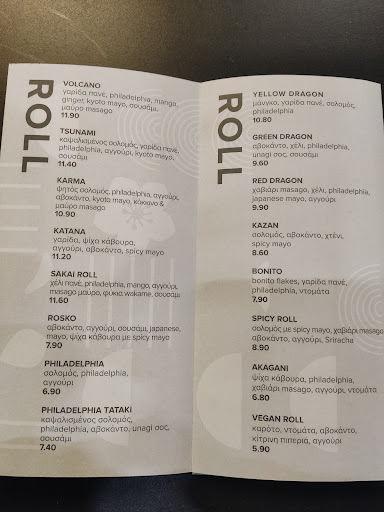 ROLL
VOLCANO
γαρίδα πανέ, philadelphia, mango,
ginger, kyoto mayo, σουσάμι,
μαύρο masago
11.90
TSUNAMI
καψαλισμένος σολομός, γαρίδα πανέ,
philadelphia, αγγούρι, kyoto mayo,
σουσάμι
11.40
KARMA
ψητός σολομός, philadelphia, αγγούρι,
αβοκάντο, kyoto mayo, κόκκινο &
μαύρο masago
10.90
KATANA
γαρίδα, ψίχα κάβουρα,
αγγούρι, αβοκάντο, spicy mayo
11.20
SAKAI ROLL
χέλι πανέ, philadelphia, mango, αγγούρι,
masago μαύρο, φύκια wakame, σουσάμι
11.60
ROSKO
αβοκάντο, αγγούρι, σουσάμι, japanese,
mayo, ψίχα κάβουρα με spicy mayo
7.90
PHILADELPHIA
σολομός, philadelphia,
αγγούρι
6.90
PHILADELPHIA TATAKI
καψαλισμένος σολομός,
philadelphia, αβοκάντο, unagi sos,
σουσάμι
7.40
ROLL
YELLOW DRAGON
μάνγκο, γαρίδα πανέ, σολομός,
philadelphia
10.80
GREEN DRAGON
αβοκάντο, χέλι, philadelphia,
unagi sos, σουσάμι
9.60
RED DRAGON
χαβιάρι masago, χέλι, philadelphia,
japanese mayo, αγγούρι
9.90
KAZAN
σολομός, αβοκάντο, χτένι,
spicy mayo
8.60
BONITO
bonito flakes, γαρίδα πανέ,
philadelphia, ντομάτα
7.90
SPICY ROLL
σολομός με spicy mayo, χαβιάρι masago
αβοκάντο, αγγούρι, Sriracha
8.90
AKAGANI
ψίχα κάβουρα, philadelphia,
χαβιάρι masago, αγγούρι, ντομάτα
6.80
VEGAN ROLL
καρότο, ντομάτα, αβοκάντο,
κίτρινη πιπεριά, αγγούρι
5.90